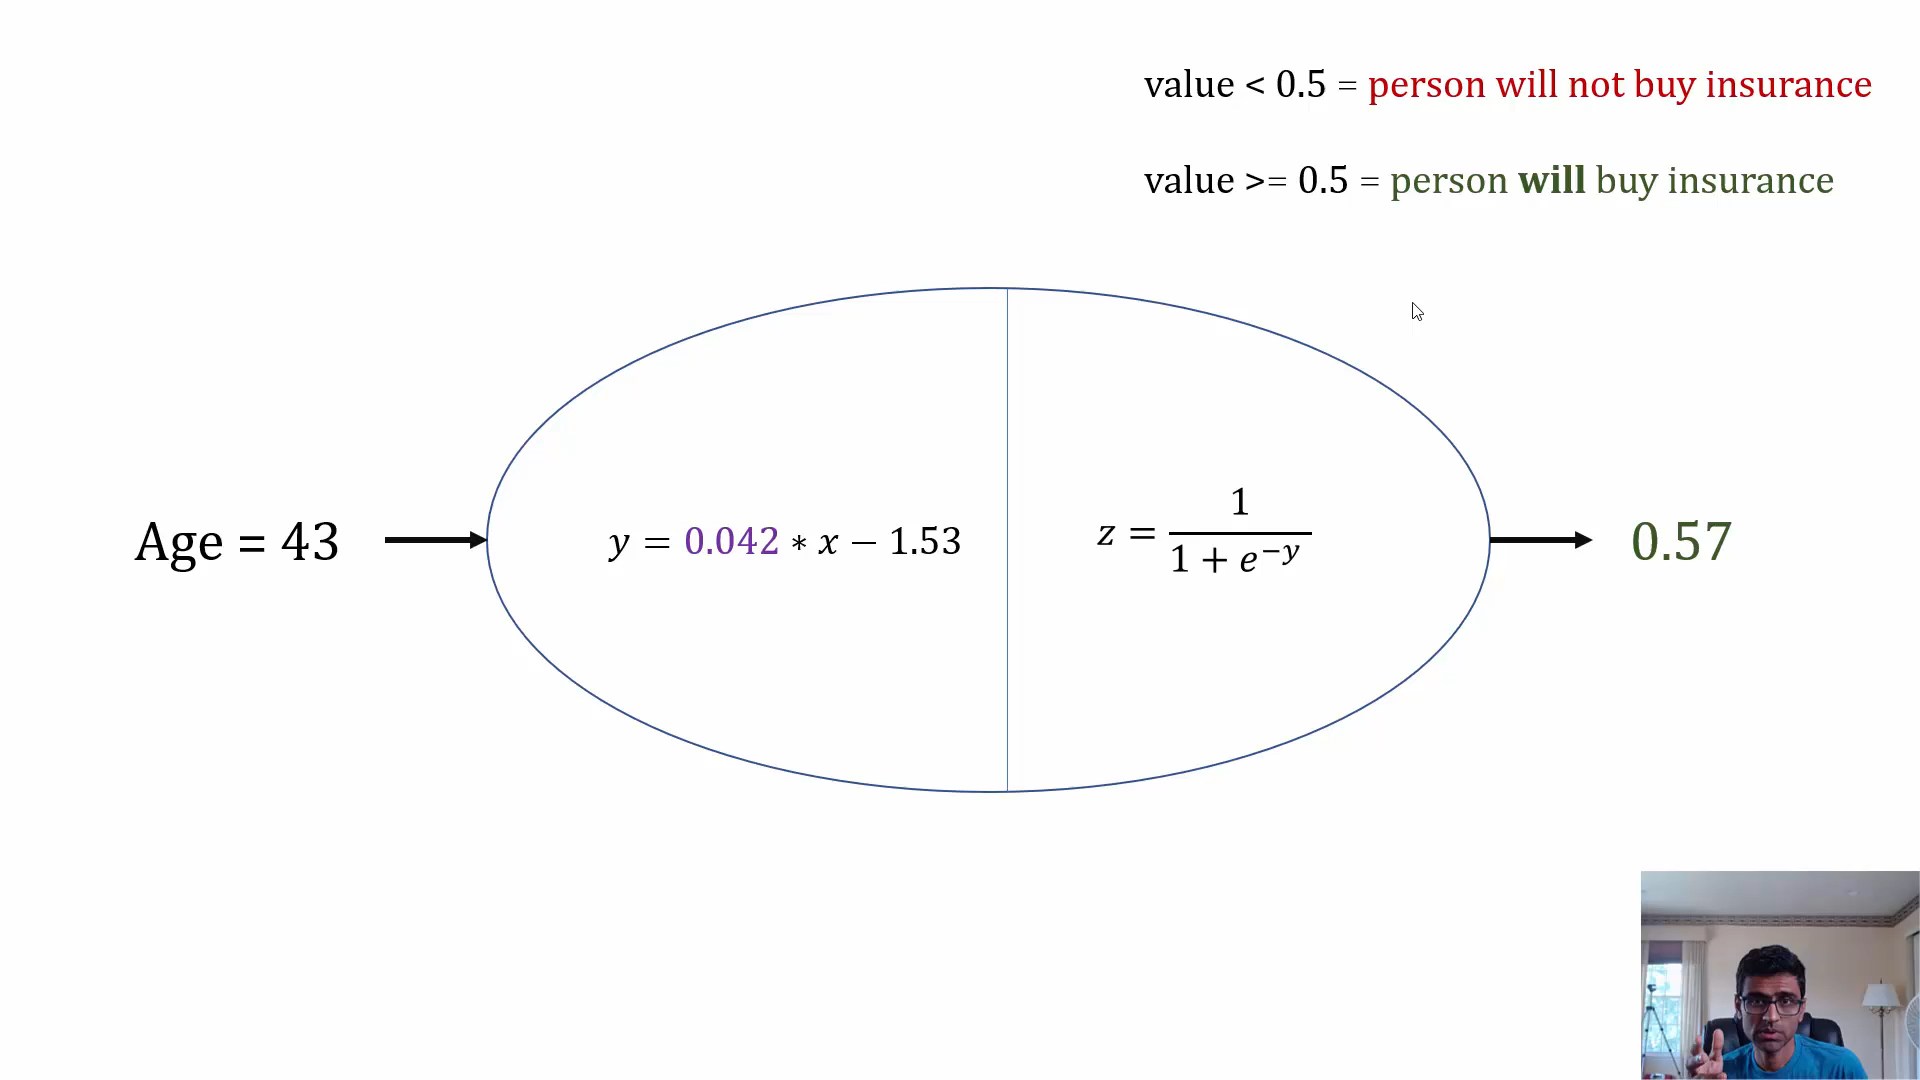 value < 0.5 = person will not buy insurance
value >= 0.5 = person will buy insurance
Age = 43
y = 0.042 * x − 1.53
z = 1 / (1 + e^−y)
0.57